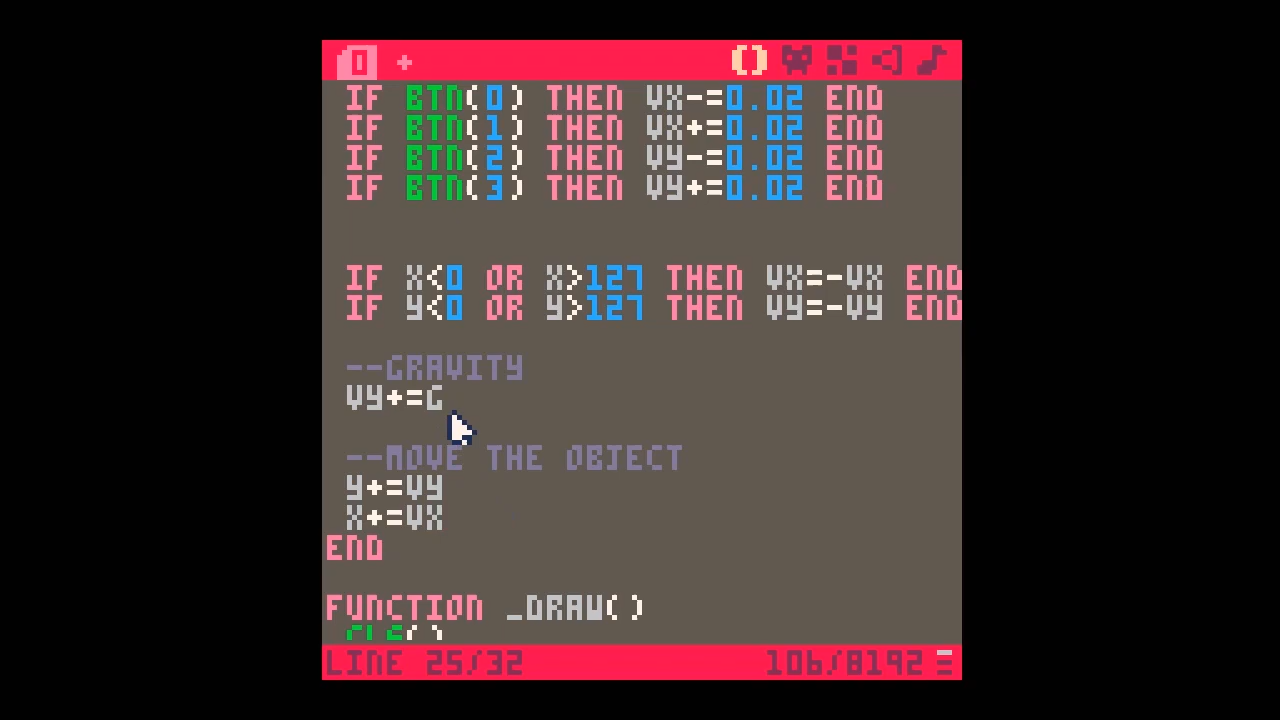 0 +
IF BTN(0) THEN VX-=0.02 END
IF BTN(1) THEN VX+=0.02 END
IF BTN(2) THEN VY-=0.02 END
IF BTN(3) THEN VY+=0.02 END
IF X<0 OR X>127 THEN VX=-VX END
IF Y<0 OR Y>127 THEN VY=-VY END
--GRAVITY
VY+=G
--MOVE THE OBJECT
Y+=VY
X+=VX
END
FUNCTION _DRAW()
CLS()
LINE 25/32 106/8192